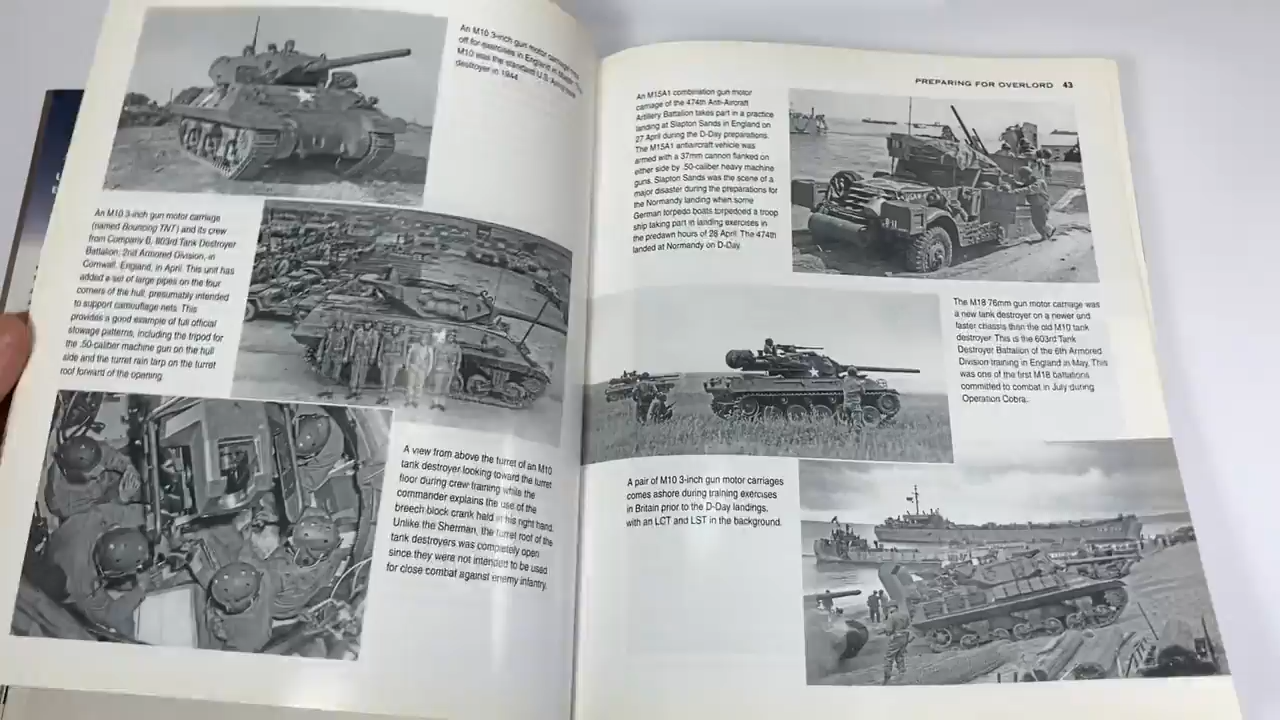 An M10 3-inch gun motor carriage
off for exercises in England in
M10 was the standard U.S. Army
destroyer in 1944.
An M10 3-inch gun motor carriage
(named 'Bouncing TNT') and its crew
from Company B, 803rd Tank Destroyer
Battalion, 2nd Armored Division, in
Cornwall, England, in April. This unit has
added a set of large pipes on the four
corners of the hull, presumably intended
to support camouflage nets. This
provides a good example of full official
stowage patterns, including the tripod for
the .50-caliber machine gun on the hull
side and the turret rain tarp on the turret
roof forward of the opening.
A view from above the turret of an M10
tank destroyer looking toward the turret
floor during crew training while the
commander explains the use of the
breech block crank held in his right hand.
Unlike the Sherman, the turret roof of the
tank destroyers was completely open
since they were not intended to be used
for close combat against enemy infantry.
PREPARING FOR OVERLORD 43
An M15A1 combination gun motor
carriage of the 474th Anti-Aircraft
Artillery Battalion takes part in a practice
landing at Slapton Sands in England on
27 April during the D-Day preparations.
The M15A1 antiaircraft vehicle was
armed with a 37mm cannon flanked on
either side by .50-caliber heavy machine
guns. Slapton Sands was the scene of a
major disaster during the preparations for
the Normandy landing when some
German torpedo boats torpedoed a troop
ship taking part in landing exercises in
the predawn hours of 28 April. The 474th
landed at Normandy on D-Day.
The M18 76mm gun motor carriage was
a new tank destroyer on a newer and
faster chassis than the old M10 tank
destroyer. This is the 603rd Tank
Destroyer Battalion of the 6th Armored
Division training in England in May. This
was one of the first M18 battalions
committed to combat in July during
Operation Cobra.
A pair of M10 3-inch gun motor carriages
comes ashore during training exercises
in Britain prior to the D-Day landings,
with an LCT and LST in the background.